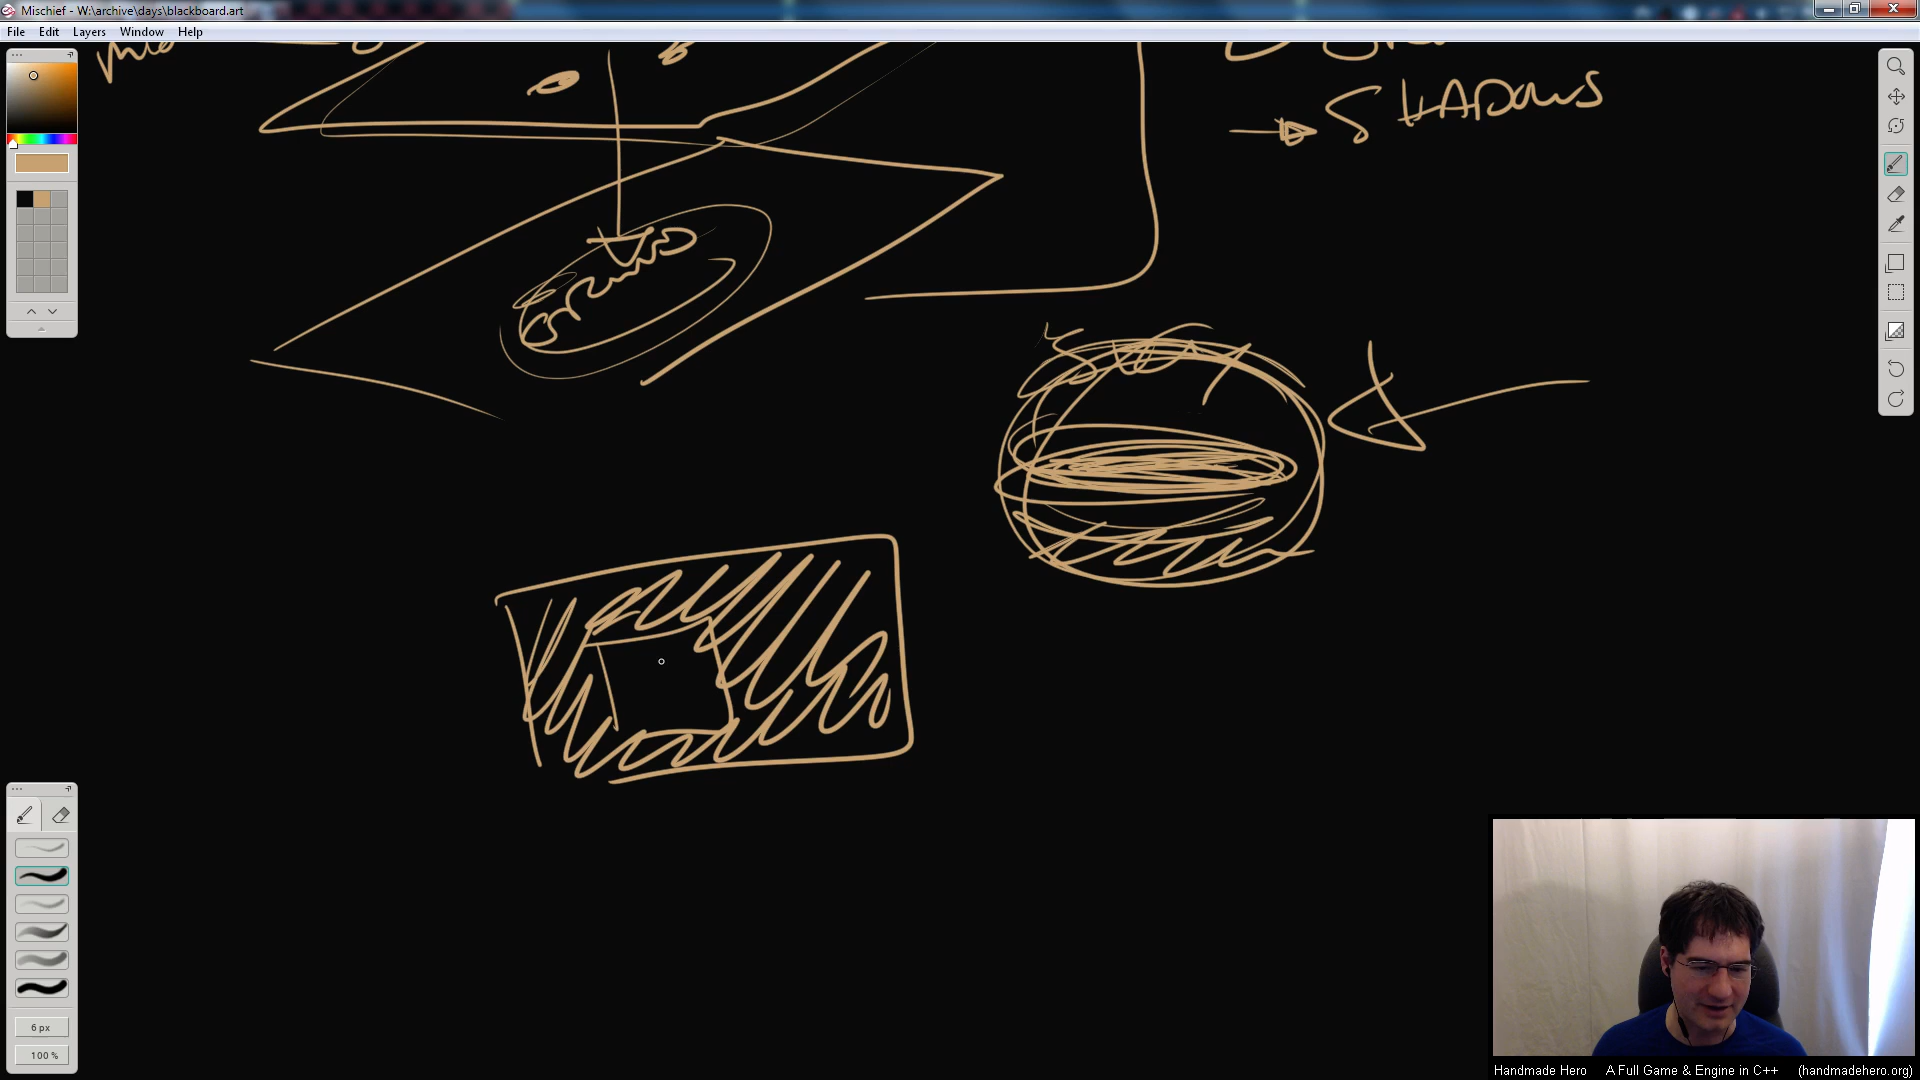 Mischief - W:\archive\days\blackboard.art
File Edit Layers Window Help
SHADOWS
SKY
6 px
100 %
Handmade Hero A Full Game & Engine in C++ (handmadehero.org)